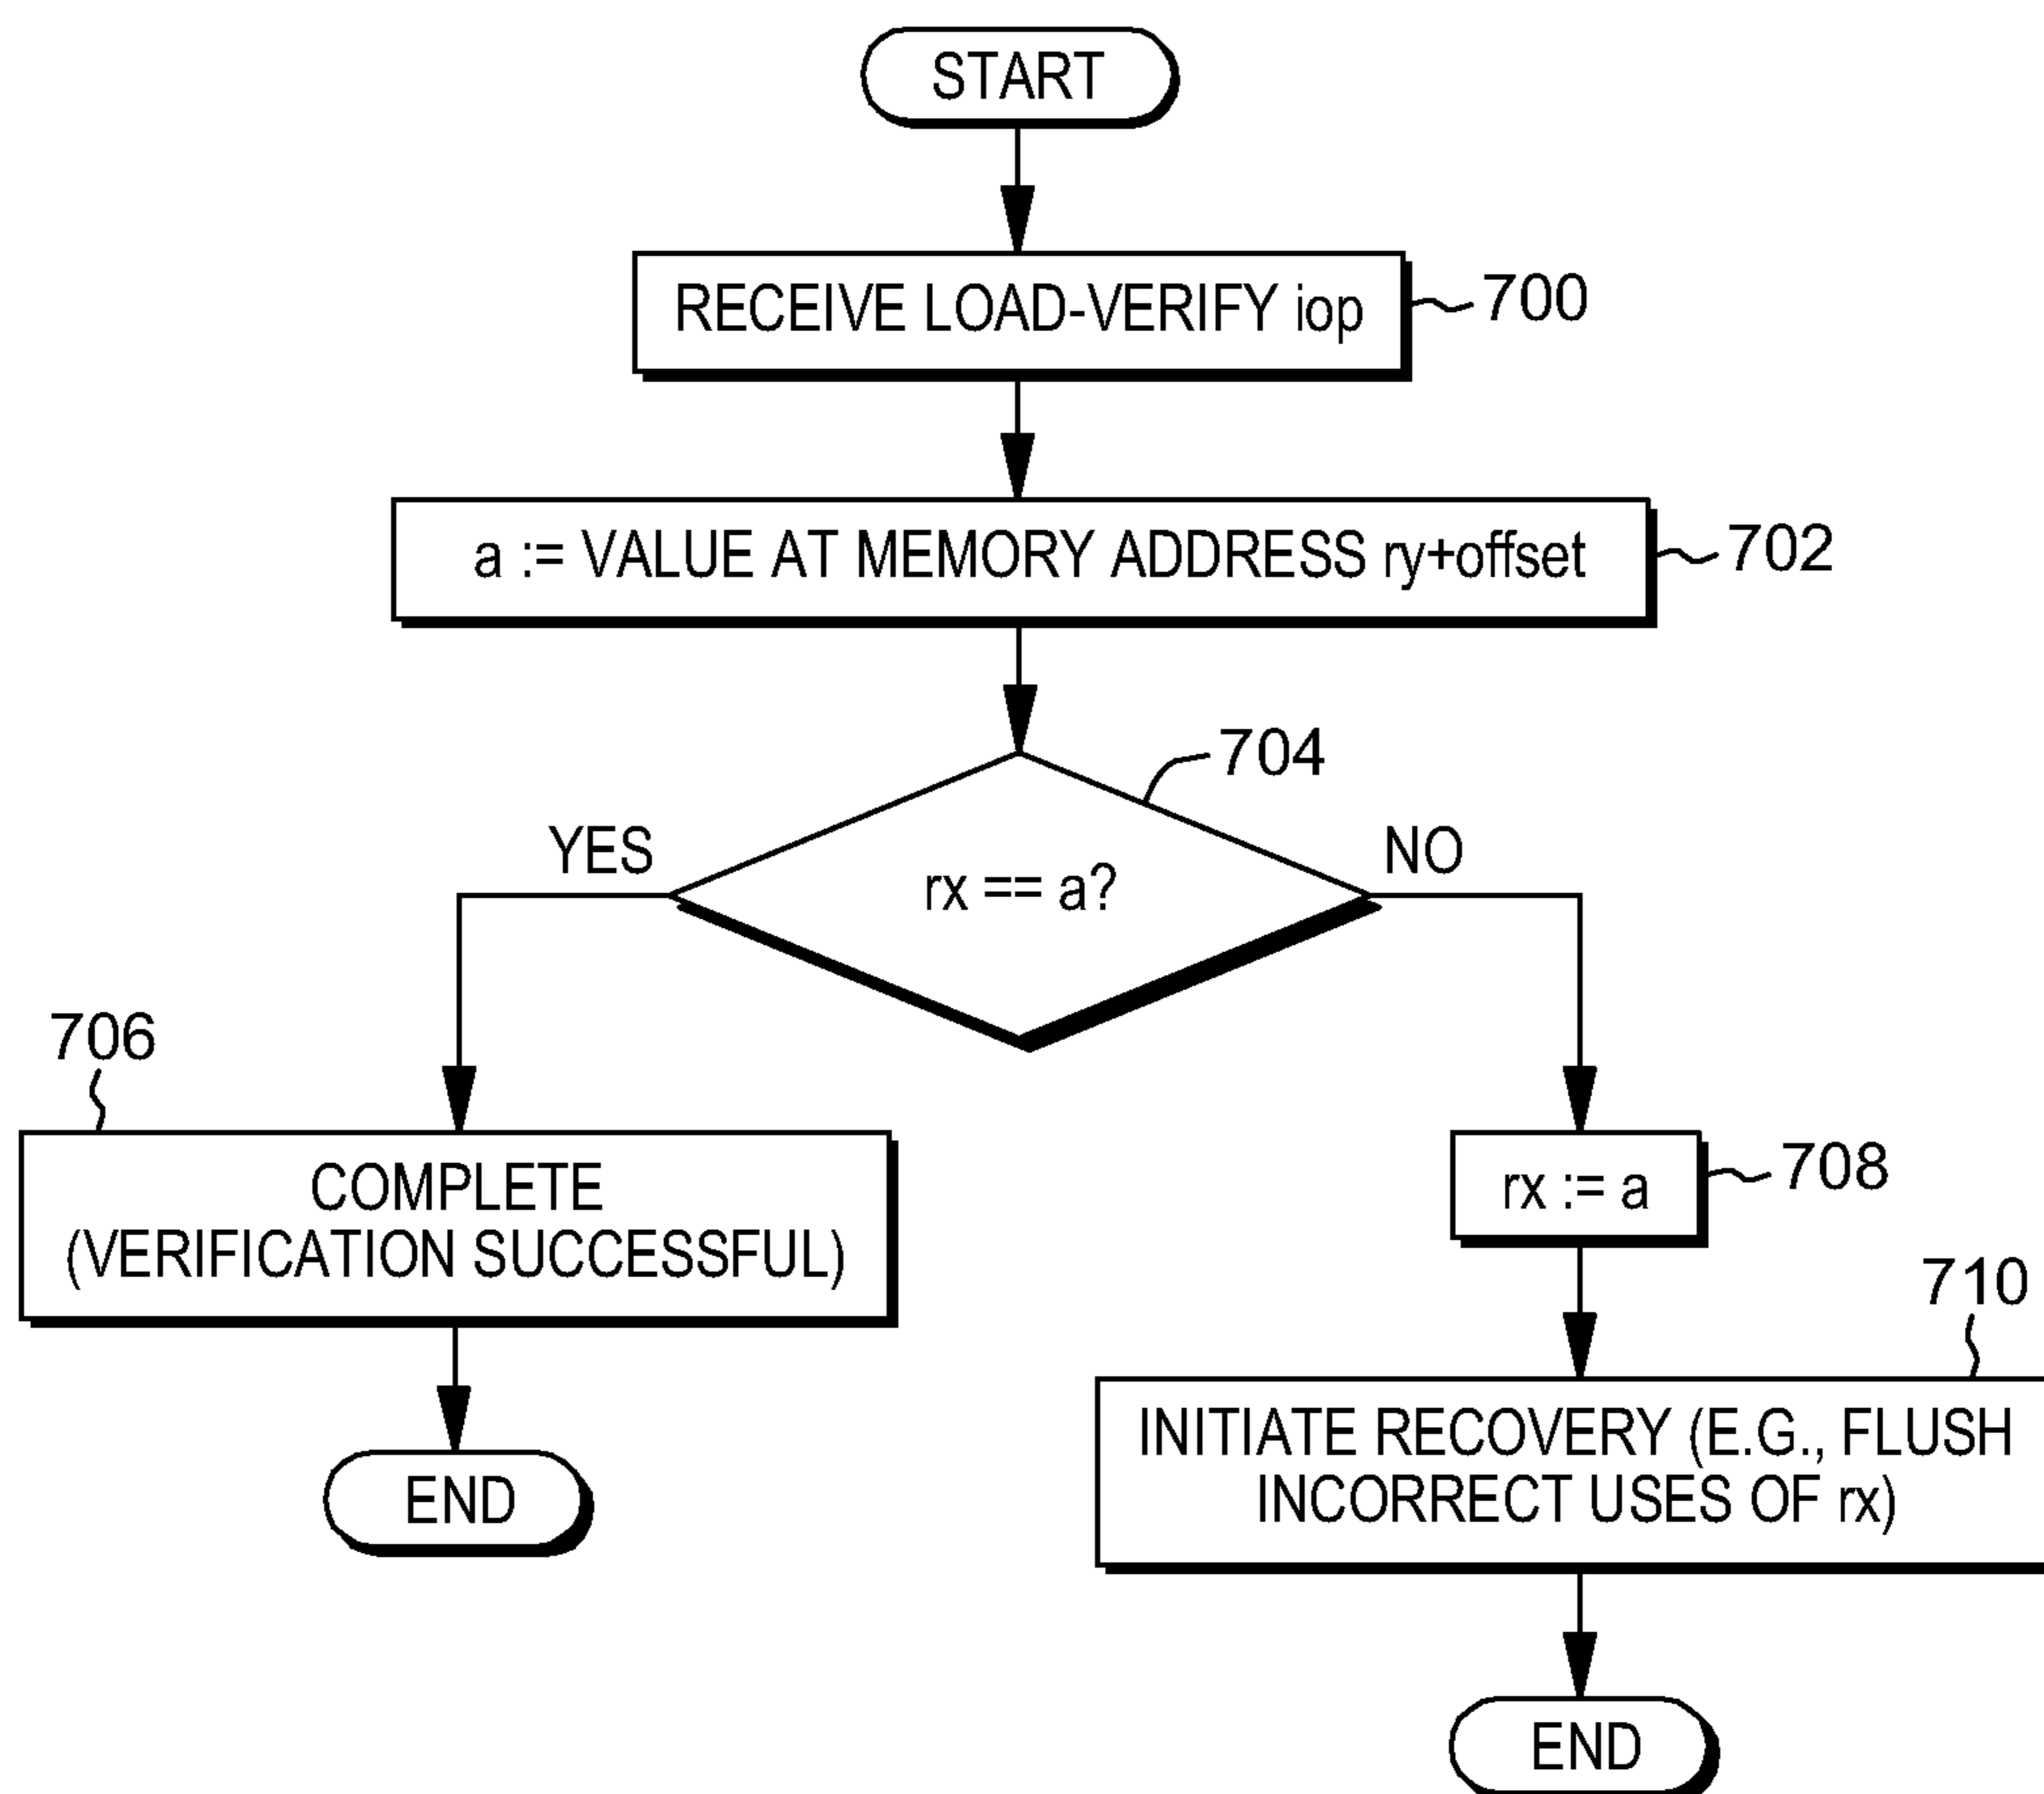 START
RECEIVE LOAD-VERIFY iop
700
a := VALUE AT MEMORY ADDRESS ry+offset
702
704
YES
rx == a?
NO
706
COMPLETE
(VERIFICATION SUCCESSFUL)
END
rx := a
708
710
INITIATE RECOVERY (E.G., FLUSH
INCORRECT USES OF rx)
END